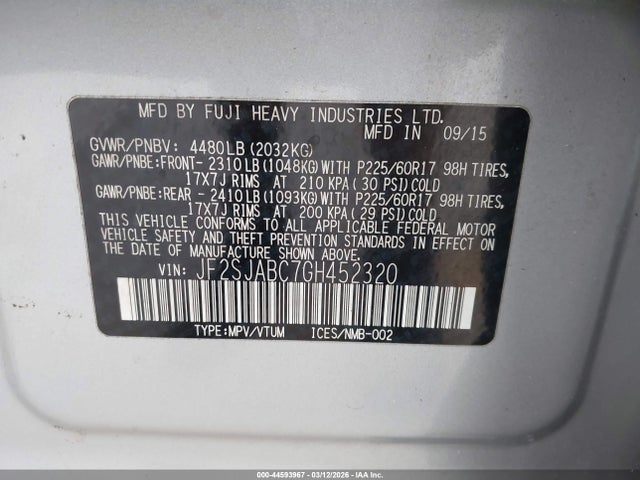 MFD BY FUJI HEAVY INDUSTRIES LTD.
MFD IN 09/15
GVWR/PNBV: 4480LB (2032KG)
GAWR/PNBE:FRONT- 2310LB (1048KG) WITH P225/60R17 98H TIRES,
17X7J RIMS AT 210 KPA (30 PSI) COLD
GAWR/PNBE:REAR - 2410LB (1093KG) WITH P225/60R17 98H TIRES,
17X7J RIMS AT 200 KPA (29 PSI) COLD
THIS VEHICLE CONFORMS TO ALL APPLICABLE FEDERAL MOTOR
VEHICLE SAFETY AND THEFT PREVENTION STANDARDS IN EFFECT
ON THE DATE OF MANUFACTURE SHOWN ABOVE.
VIN: JF2SJABC7GH452320
TYPE:MPV/VTUM ICES/NMB-002
000-44593967 - 03/12/2026 - IAA Inc.